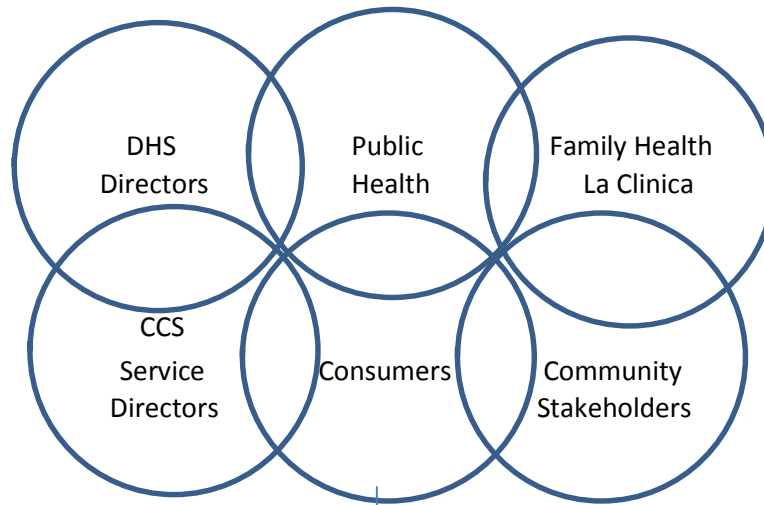 DHS
Directors
Public
Health
Family Health
La Clinica
CCS
Service
Directors
Consumers
Community
Stakeholders